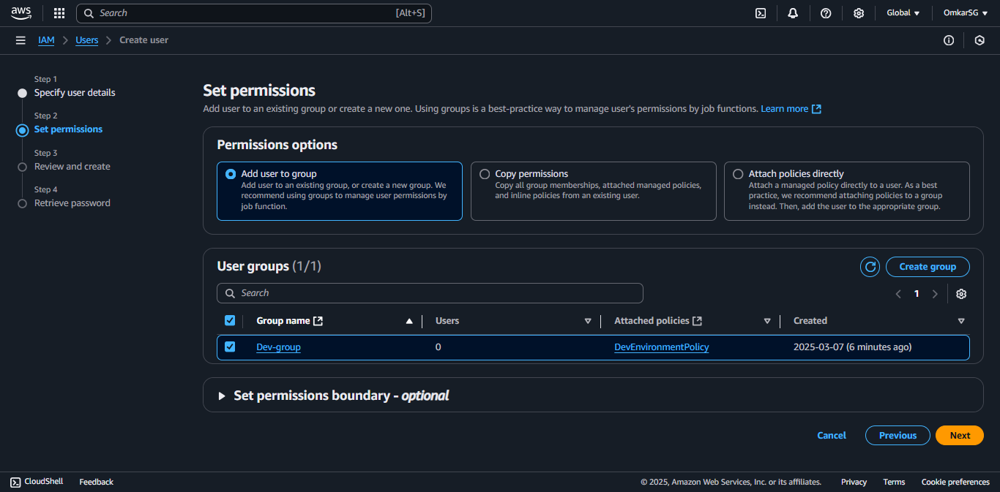 aws Search [Alt+S] Global OmkarSG
IAM Users Create user
Step 1
Specify user details
Step 2
Set permissions
Step 3
Review and create
Step 4
Retrieve password
Set permissions
Add user to an existing group or create a new one. Using groups is a best-practice way to manage user's permissions by job functions. Learn more
Permissions options
Add user to group
Add user to an existing group, or create a new group. We
recommend using groups to manage user permissions by
job function.
Copy permissions
Copy all group memberships, attached managed policies,
and inline policies from an existing user.
Attach policies directly
Attach a managed policy directly to a user. As a best
practice, we recommend attaching policies to a group
instead. Then, add the user to the appropriate group.
User groups (1/1)
Create group
Search
1
Group name Users Attached policies Created
Dev-group 0 DevEnvironmentPolicy 2025-03-07 (6 minutes ago)
Set permissions boundary - optional
Cancel Previous Next
CloudShell Feedback © 2025, Amazon Web Services, Inc. or its affiliates. Privacy Terms Cookie preferences